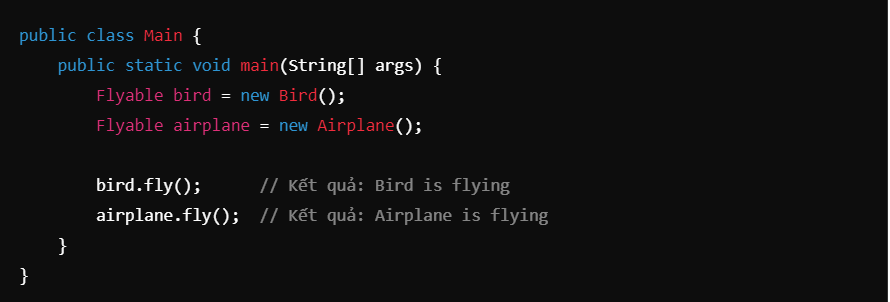 public class Main {
    public static void main(String[] args) {
        Flyable bird = new Bird();
        Flyable airplane = new Airplane();
        bird.fly();      // Kết quả: Bird is flying
        airplane.fly();  // Kết quả: Airplane is flying
    }
}